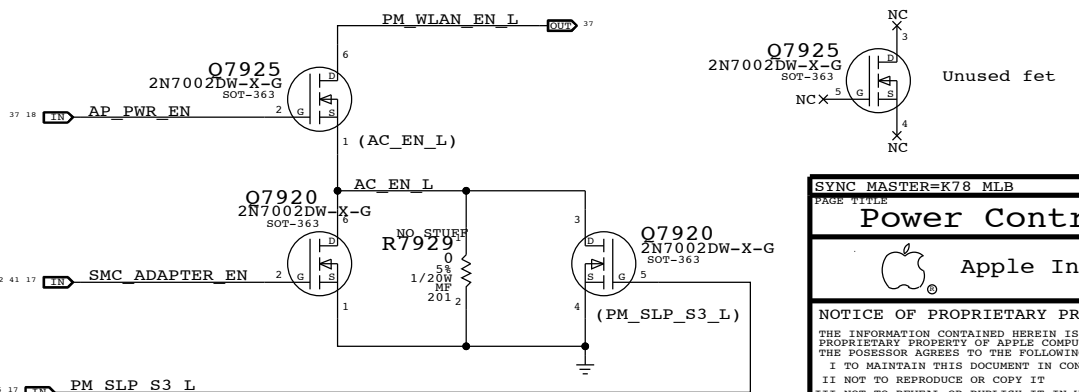 PM_WLAN_EN_L
OUT 37
6
Q7925
2N7002DW-X-G
SOT-363
D
37 18 IN AP_PWR_EN
2 G S
1 (AC_EN_L)
NC
3
Q7925
2N7002DW-X-G
SOT-363
D
NC 5 G S
4
NC
Unused fet
AC_EN_L
Q7920
2N7002DW-X-G
SOT-363
6
D
41 17 IN SMC_ADAPTER_EN
2 G S
1
NO STUFF
R7929 1
0
5%
1/20W
MF
201 2
3
Q7920
2N7002DW-X-G
SOT-363
D
S G 5
4
(PM_SLP_S3_L)
17 IN PM_SLP_S3_L
SYNC MASTER=K78 MLB
PAGE TITLE
Power Contr
Apple In
®
NOTICE OF PROPRIETARY PR
THE INFORMATION CONTAINED HEREIN IS
PROPRIETARY PROPERTY OF APPLE COMPU
THE POSESSOR AGREES TO THE FOLLOWIN
I TO MAINTAIN THIS DOCUMENT IN CON
II NOT TO REPRODUCE OR COPY IT